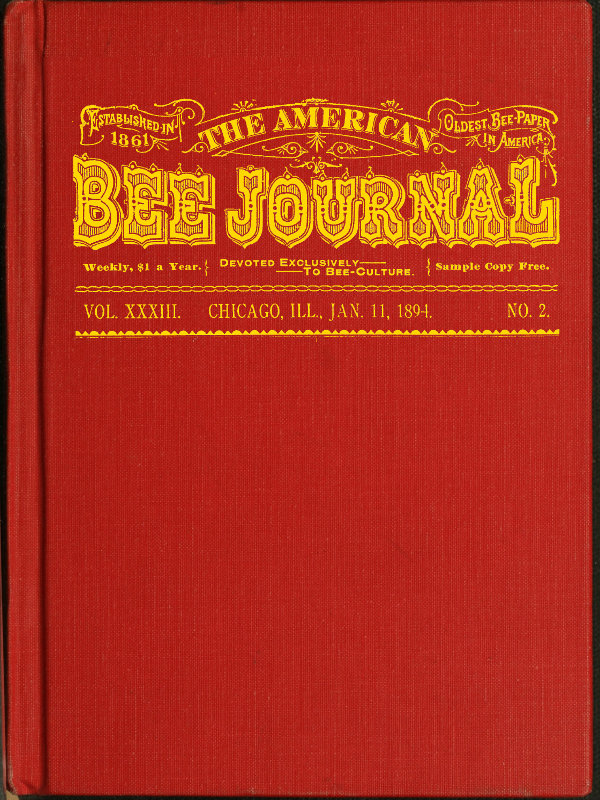 ESTABLISHED IN 1861
THE AMERICAN
OLDEST BEE-PAPER IN AMERICA
BEE JOURNAL
Weekly, $1 a Year.
DEVOTED EXCLUSIVELY—
—TO BEE-CULTURE.
Sample Copy Free.
VOL. XXXIII. CHICAGO, ILL., JAN. 11, 1894. NO. 2.